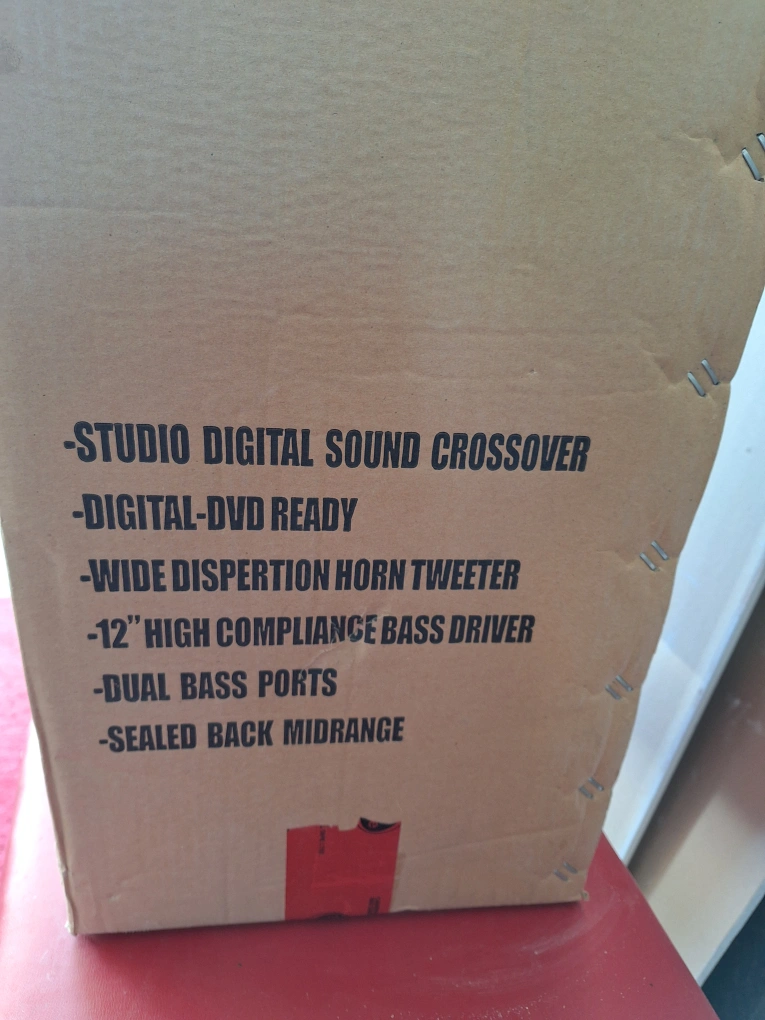 -STUDIO DIGITAL SOUND CROSSOVER
-DIGITAL-DVD READY
-WIDE DISPERTION HORN TWEETER
-12" HIGH COMPLIANCE BASS DRIVER
-DUAL BASS PORTS
-SEALED BACK MIDRANGE